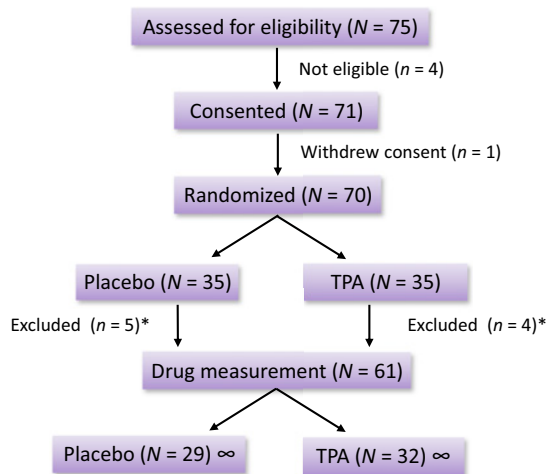 Assessed for eligibility (N = 75)
Not eligible (n = 4)
Consented (N = 71)
Withdrew consent (n = 1)
Randomized (N = 70)
Placebo (N = 35)
TPA (N = 35)
Excluded (n = 5)*
Excluded (n = 4)*
Drug measurement (N = 61)
Placebo (N = 29) ∞
TPA (N = 32) ∞